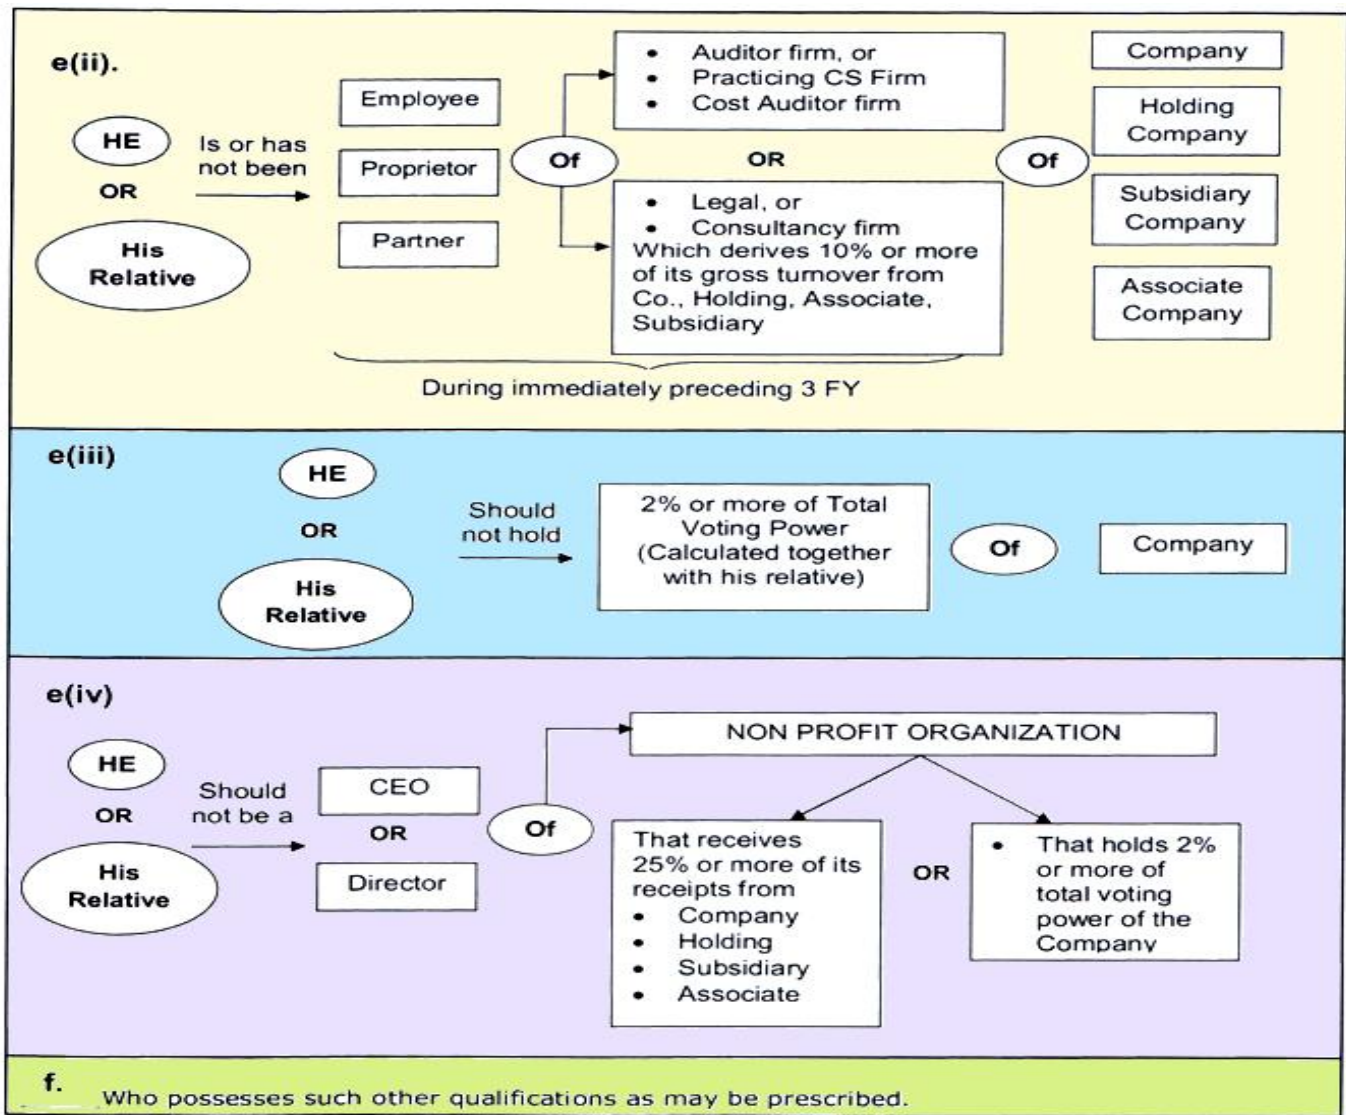 e(ii).
HE
OR
His
Relative
Is or has
not been
Employee
Proprietor
Partner
Of
• Auditor firm, or
• Practicing CS Firm
• Cost Auditor firm
OR
• Legal, or
• Consultancy firm
Which derives 10% or more
of its gross turnover from
Co., Holding, Associate,
Subsidiary
Of
Company
Holding
Company
Subsidiary
Company
Associate
Company
During immediately preceding 3 FY
e(iii)
HE
OR
His
Relative
Should
not hold
2% or more of Total
Voting Power
(Calculated together
with his relative)
Of
Company
e(iv)
HE
OR
His
Relative
Should
not be a
CEO
OR
Director
Of
NON PROFIT ORGANIZATION
That receives
25% or more of its
receipts from
• Company
• Holding
• Subsidiary
• Associate
OR
• That holds 2%
or more of
total voting
power of the
Company
f. Who possesses such other qualifications as may be prescribed.